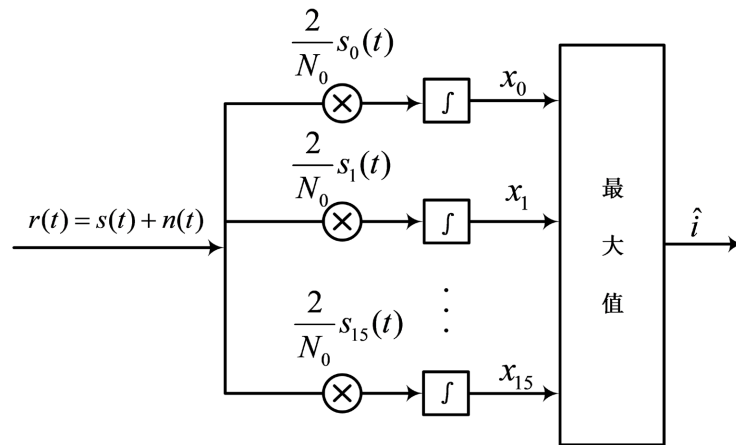 2/N₀ s₀(t)
∫
x₀
2/N₀ s₁(t)
∫
x₁
r(t) = s(t) + n(t)
⋮
2/N₀ s₁₅(t)
∫
x₁₅
最
大
值
î